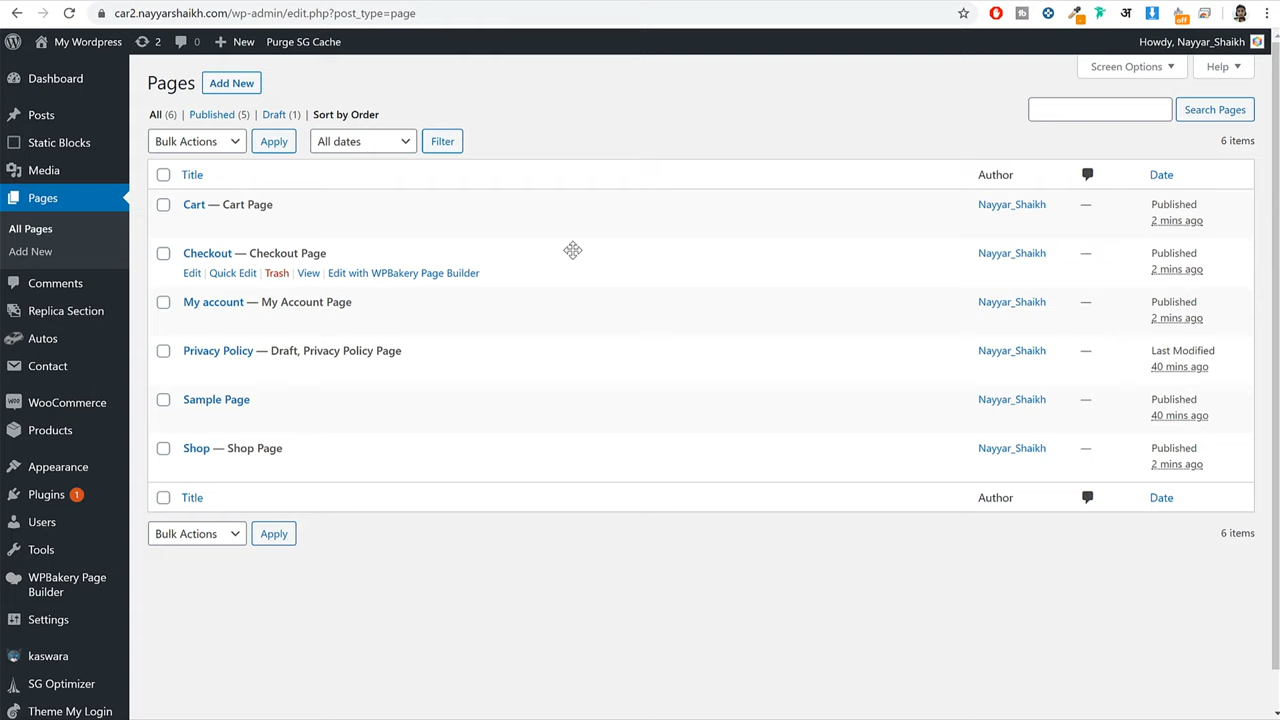 car2.nayyarshaikh.com/wp-admin/edit.php?post_type=page
अ
off
My Wordpress
2
0
+ New
Purge SG Cache
Howdy, Nayyar_Shaikh
Dashboard
Posts
Static Blocks
Media
Pages
All Pages
Add New
Comments
Replica Section
Autos
Contact
WooCommerce
Products
Appearance
Plugins 1
Users
Tools
WPBakery Page
Builder
Settings
kaswara
SG Optimizer
Theme My Login
Screen Options
Help
Pages
Add New
All (6) | Published (5) | Draft (1) | Sort by Order
Search Pages
Bulk Actions
Apply
All dates
Filter
6 items
Title
Author
Date
Cart — Cart Page
Nayyar_Shaikh
—
Published
2 mins ago
Checkout — Checkout Page
Edit | Quick Edit | Trash | View | Edit with WPBakery Page Builder
Nayyar_Shaikh
—
Published
2 mins ago
My account — My Account Page
Nayyar_Shaikh
—
Published
2 mins ago
Privacy Policy — Draft, Privacy Policy Page
Nayyar_Shaikh
—
Last Modified
40 mins ago
Sample Page
Nayyar_Shaikh
—
Published
40 mins ago
Shop — Shop Page
Nayyar_Shaikh
—
Published
2 mins ago
Title
Author
Date
Bulk Actions
Apply
6 items